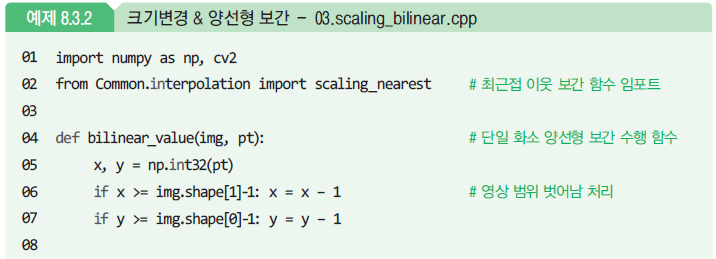 예제 8.3.2 크기변경 & 양선형 보간 - 03.scaling_bilinear.cpp
01 import numpy as np, cv2
02 from Common.interpolation import scaling_nearest # 최근접 이웃 보간 함수 임포트
03
04 def bilinear_value(img, pt): # 단일 화소 양선형 보간 수행 함수
05 x, y = np.int32(pt)
06 if x >= img.shape[1]-1: x = x - 1 # 영상 범위 벗어남 처리
07 if y >= img.shape[0]-1: y = y - 1
08